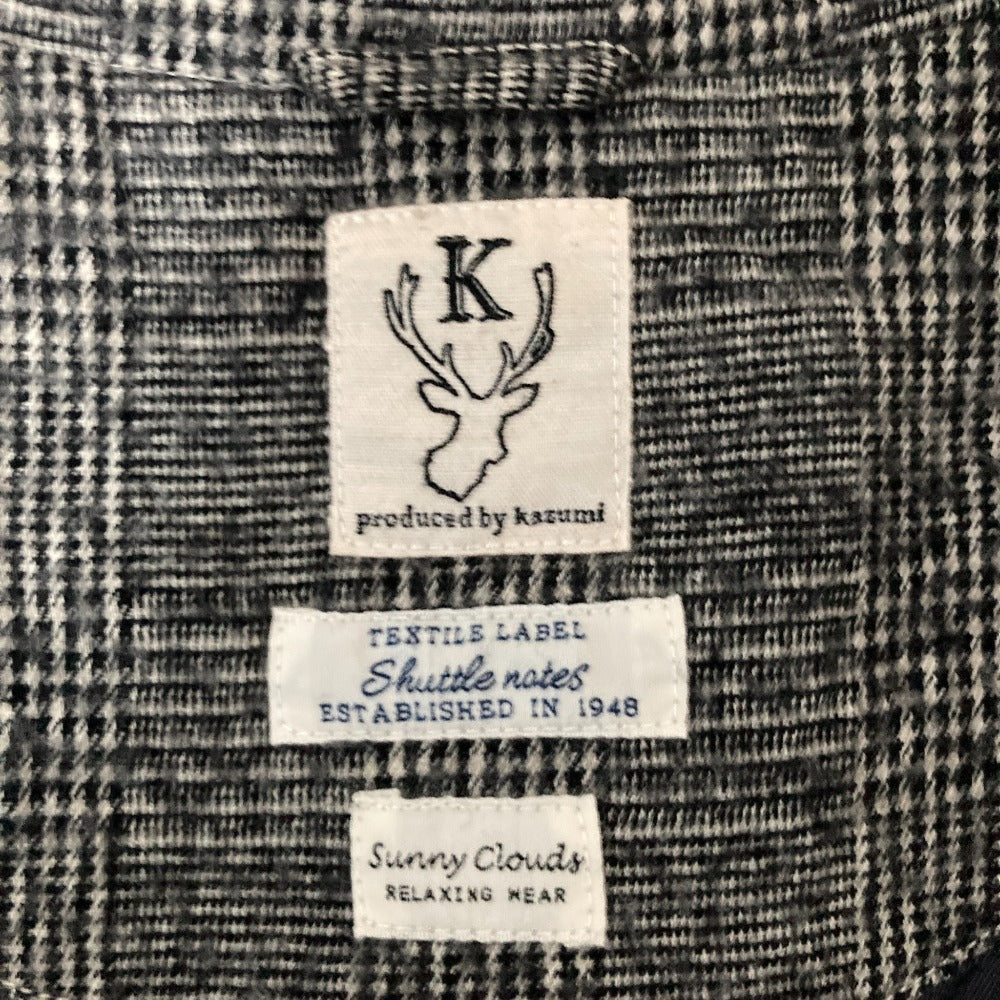 K
produced by kazumi
TEXTILE LABEL
Shuttle notes
ESTABLISHED IN 1948
Sunny Clouds
RELAXING WEAR